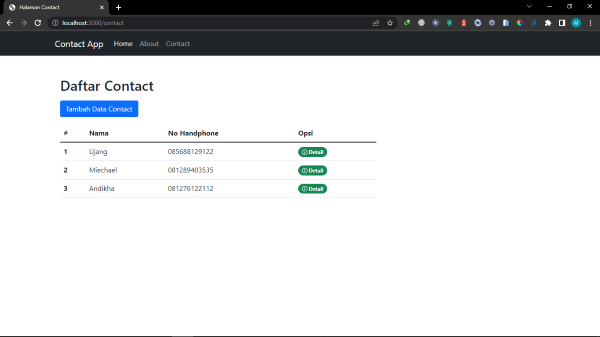 Halaman Contact
localhost:3000/contact
Contact App Home About Contact
Daftar Contact
Tambah Data Contact
# Nama No Handphone Opsi
1 Ujang 085688129122 Detail
2 Miechael 081289403535 Detail
3 Andikha 081276122112 Detail
M